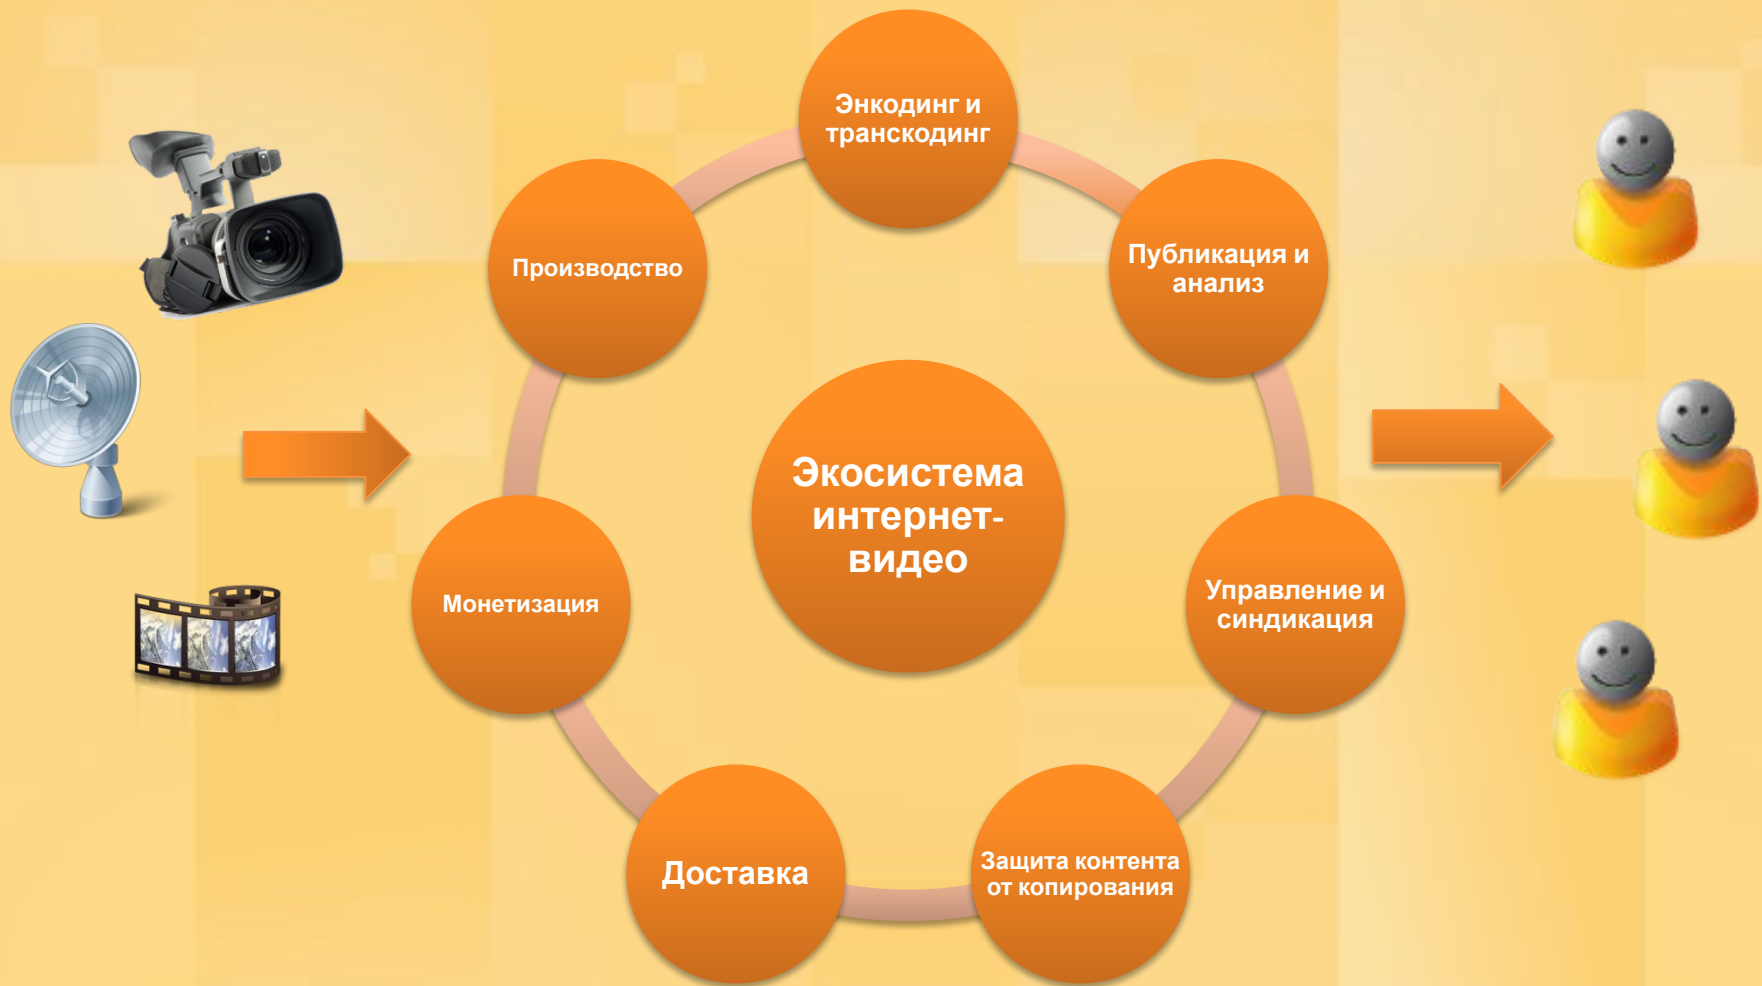 Энкодинг и
транскодинг
Производство
Публикация и
анализ
Экосистема
интернет-
видео
Монетизация
Управление и
синдикация
Доставка
Защита контента
от копирования